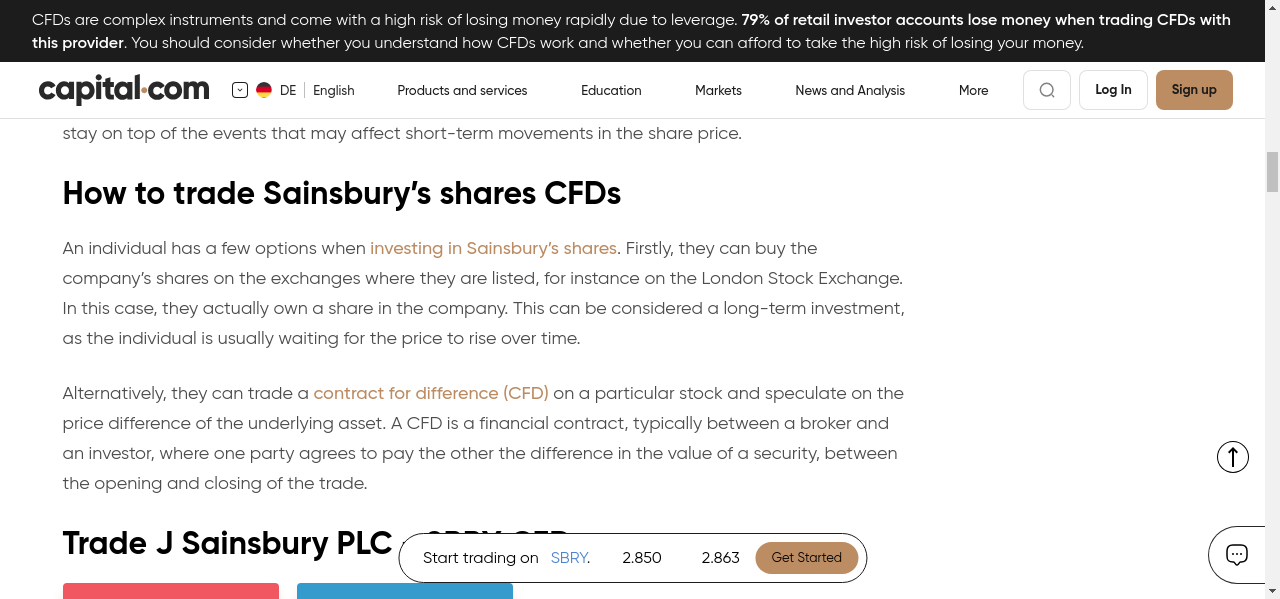 CFDs are complex instruments and come with a high risk of losing money rapidly due to leverage. 79% of retail investor accounts lose money when trading CFDs with
this provider. You should consider whether you understand how CFDs work and whether you can afford to take the high risk of losing your money.
capital.com DE English Products and services Education Markets News and Analysis More Log In Sign up
stay on top of the events that may affect short-term movements in the share price.
How to trade Sainsbury’s shares CFDs
An individual has a few options when investing in Sainsbury’s shares. Firstly, they can buy the
company’s shares on the exchanges where they are listed, for instance on the London Stock Exchange.
In this case, they actually own a share in the company. This can be considered a long-term investment,
as the individual is usually waiting for the price to rise over time.
Alternatively, they can trade a contract for difference (CFD) on a particular stock and speculate on the
price difference of the underlying asset. A CFD is a financial contract, typically between a broker and
an investor, where one party agrees to pay the other the difference in the value of a security, between
the opening and closing of the trade.
Trade J Sainsbury PLC
Start trading on SBRY. 2.850 2.863 Get Started